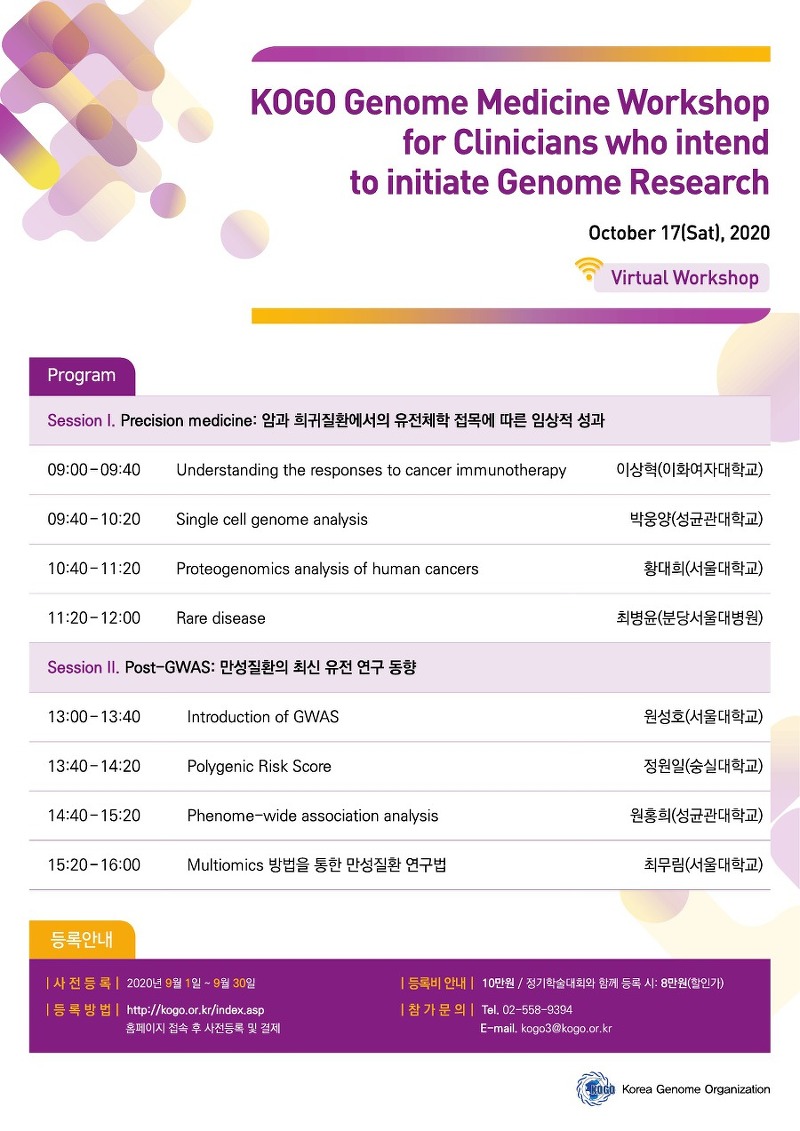 KOGO Genome Medicine Workshop
for Clinicians who intend
to initiate Genome Research
October 17(Sat), 2020
Virtual Workshop
Program
Session I. Precision medicine: 암과 희귀질환에서의 유전체학 접목에 따른 임상적 성과
09:00-09:40 Understanding the responses to cancer immunotherapy 이상혁(이화여자대학교)
09:40-10:20 Single cell genome analysis 박웅양(성균관대학교)
10:40-11:20 Proteogenomics analysis of human cancers 황대희(서울대학교)
11:20-12:00 Rare disease 최병윤(분당서울대병원)
Session II. Post-GWAS: 만성질환의 최신 유전 연구 동향
13:00-13:40 Introduction of GWAS 원성호(서울대학교)
13:40-14:20 Polygenic Risk Score 정원일(숭실대학교)
14:40-15:20 Phenome-wide association analysis 원홍희(성균관대학교)
15:20-16:00 Multiomics 방법을 통한 만성질환 연구법 최무림(서울대학교)
등록안내
| 사 전 등 록 | 2020년 9월 1일 ~ 9월 30일
| 등 록 방 법 | http://kogo.or.kr/index.asp
홈페이지 접속 후 사전등록 및 결제
| 등록비 안내 | 10만원 / 정기학술대회와 함께 등록 시: 8만원(할인가)
| 참 가 문 의 | Tel. 02-558-9394
E-mail. kogo3@kogo.or.kr
KOGO Korea Genome Organization